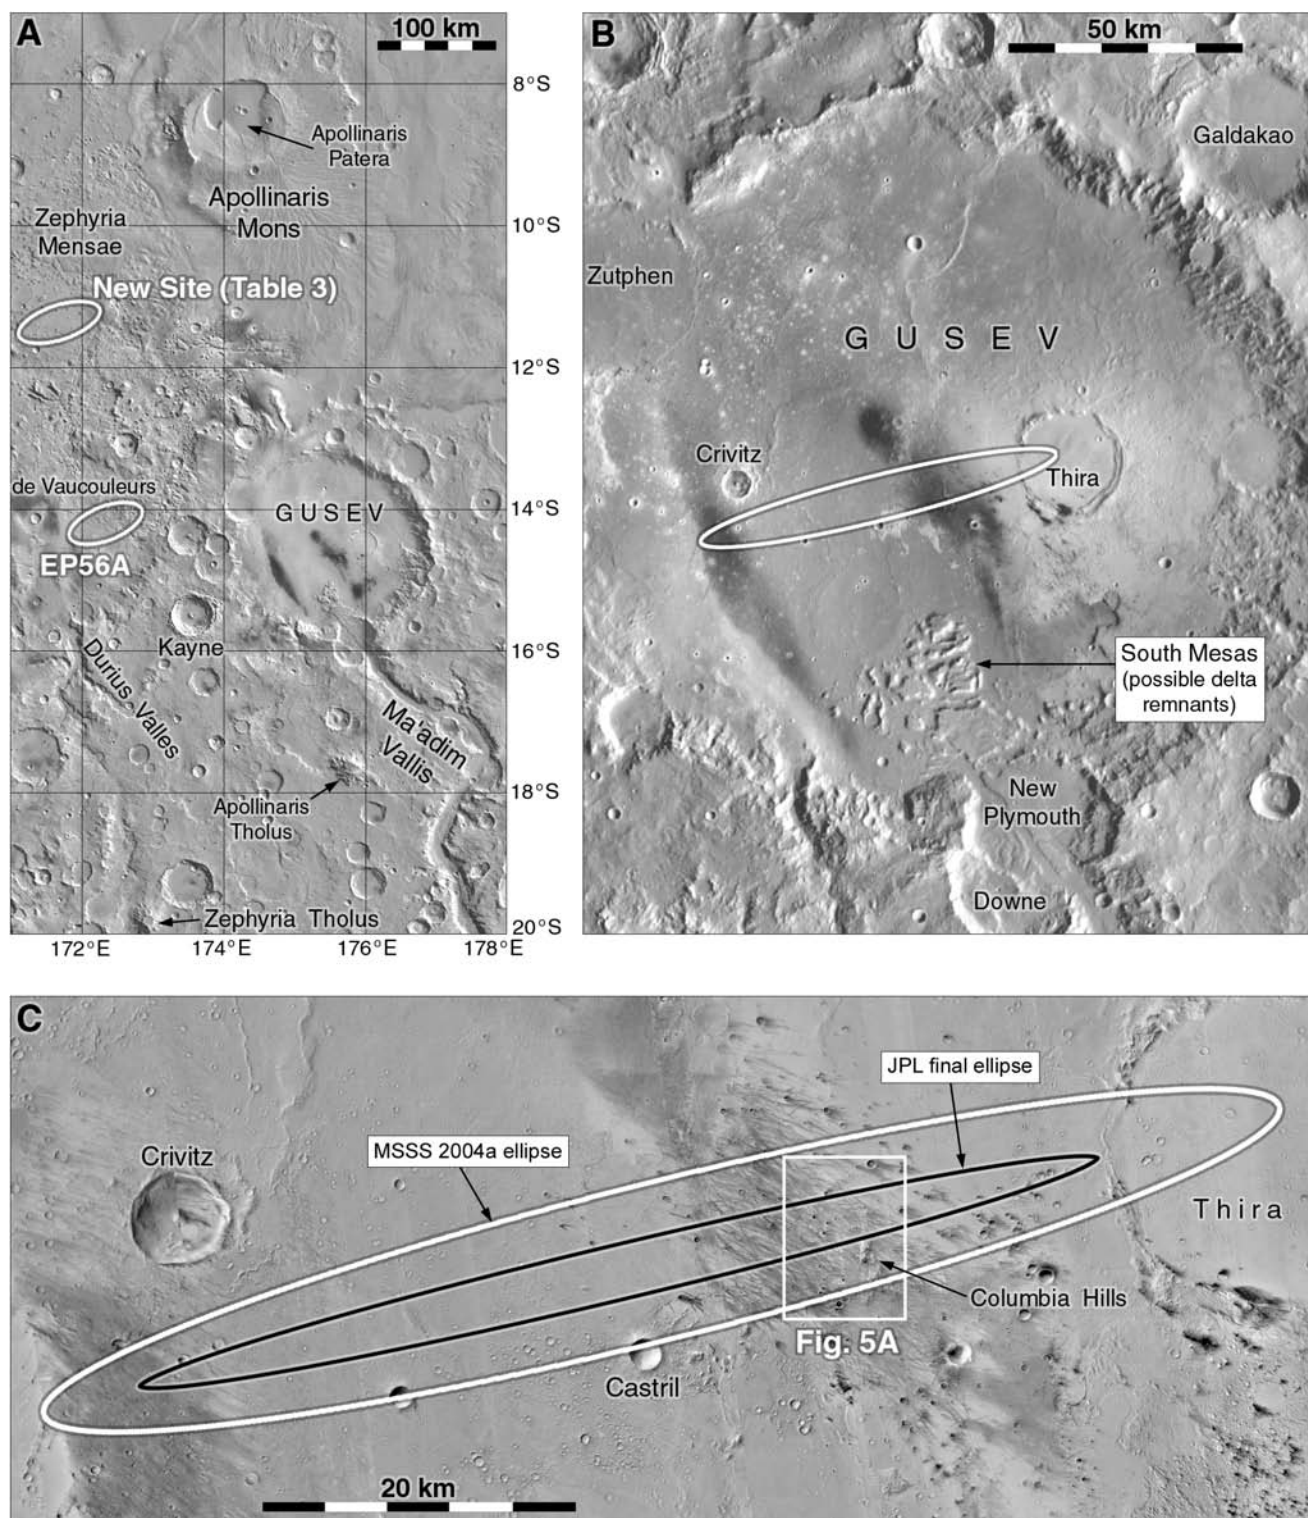 A
100 km
8°S
Apollinaris
Patera
Apollinaris
Mons
Zephyria
Mensae
10°S
New Site (Table 3)
12°S
de Vaucouleurs
EP56A
GUSEV
14°S
Kayne
16°S
Durius Valles
Ma'adim
Vallis
Apollinaris
Tholus
18°S
Zephyria Tholus
20°S
172°E
174°E
176°E
178°E
B
50 km
Galdakao
Zutphen
GUSEV
Crivitz
Thira
South Mesas
(possible delta
remnants)
New
Plymouth
Downe
C
JPL final ellipse
MSSS 2004a ellipse
Crivitz
Thira
Columbia Hills
Fig. 5A
Castril
20 km